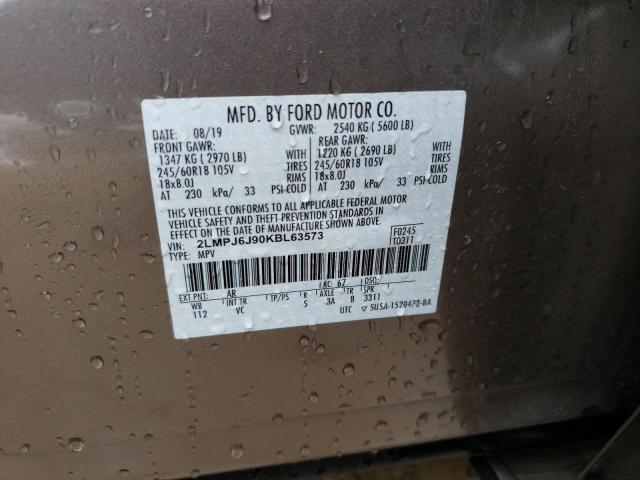 MFD. BY FORD MOTOR CO.
DATE: 08/19 GVWR: 2540 KG (5600 LB)
FRONT GAWR: REAR GAWR:
1347 KG (2970 LB) WITH 1220 KG (2690 LB) WITH
245/60R18 105V TIRES 245/60R18 105V TIRES
18x8.0J RIMS 18x8.0J RIMS
AT 230 kPa/ 33 PSI COLD AT 230 kPa/ 33 PSI COLD
THIS VEHICLE CONFORMS TO ALL APPLICABLE FEDERAL MOTOR
VEHICLE SAFETY AND THEFT PREVENTION STANDARDS IN
EFFECT ON THE DATE OF MANUFACTURE SHOWN ABOVE.
VIN: 2LMPJ6J90KBL63573 F0245
TYPE: MPV T0311
EXT PNT: AR RC: 67 DSO:
WB INT TR TP/PS R AXLE TR SPR
112 VC S 3A 8 3311
UTC ▽ 5U5A-1520472-BA